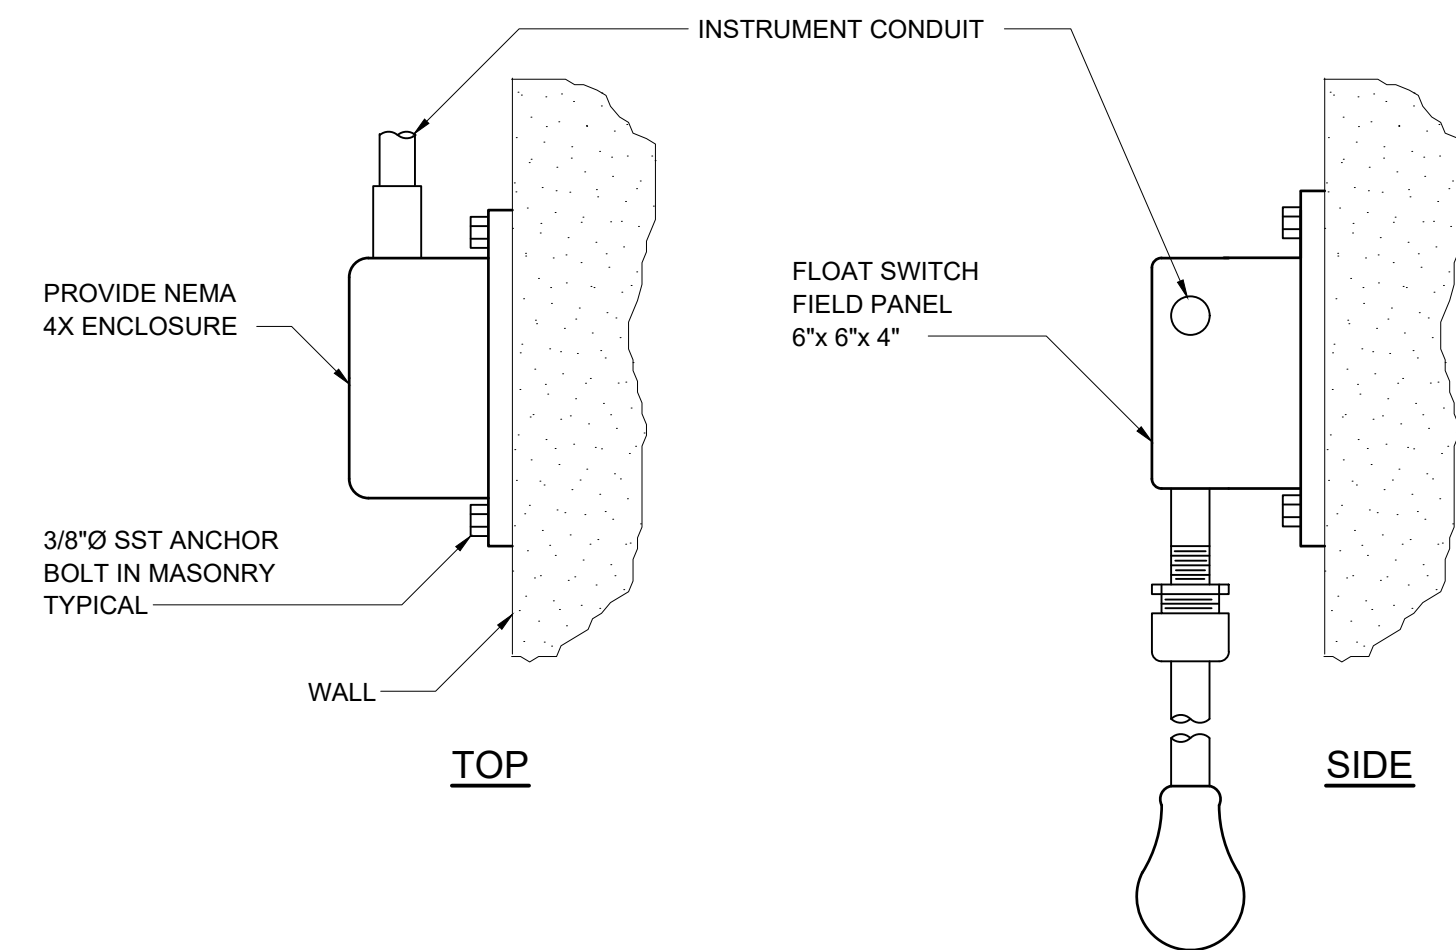 INSTRUMENT CONDUIT
PROVIDE NEMA
4X ENCLOSURE
FLOAT SWITCH
FIELD PANEL
6"x 6"x 4"
3/8"Ø SST ANCHOR
BOLT IN MASONRY
TYPICAL
WALL
TOP
SIDE